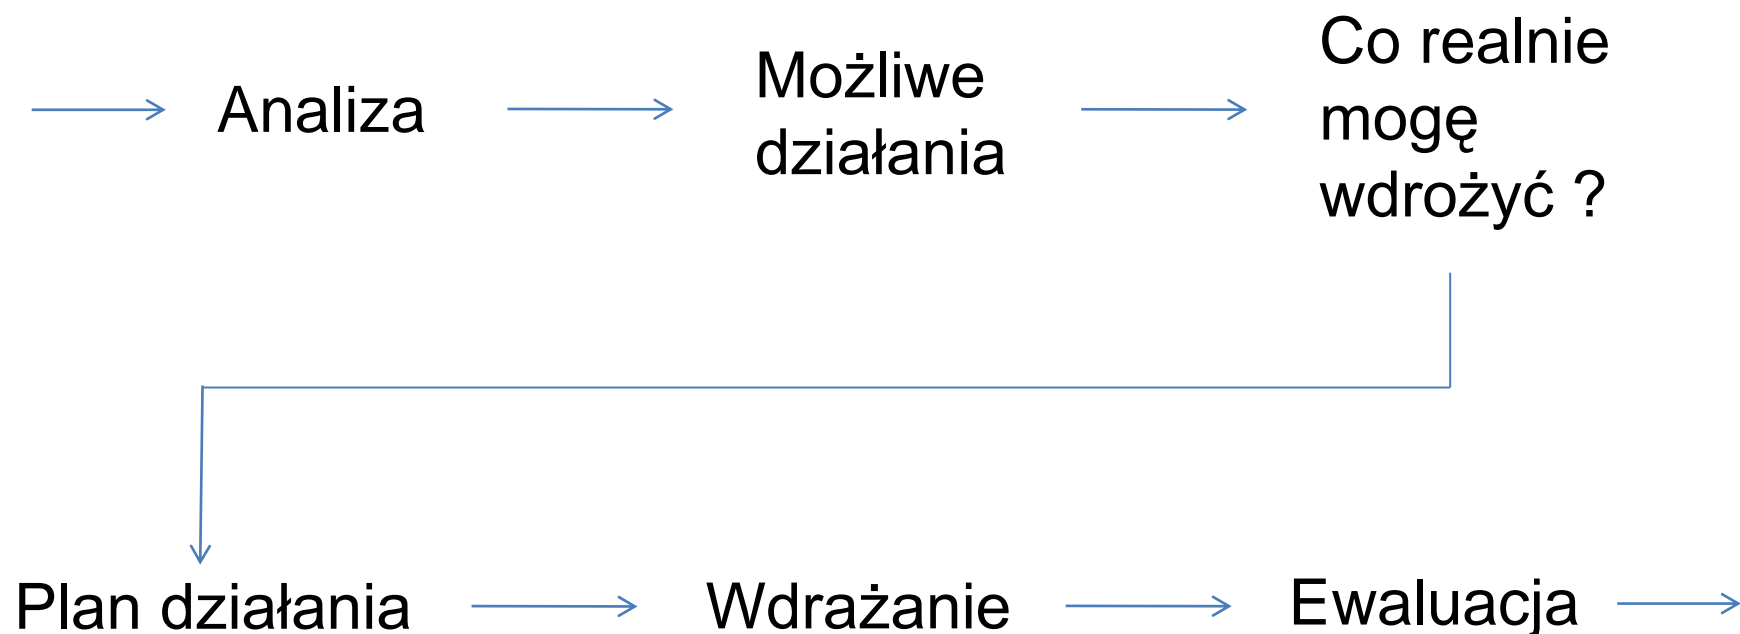 Analiza
Możliwe
działania
Co realnie
mogę
wdrożyć ?
Plan działania
Wdrażanie
Ewaluacja